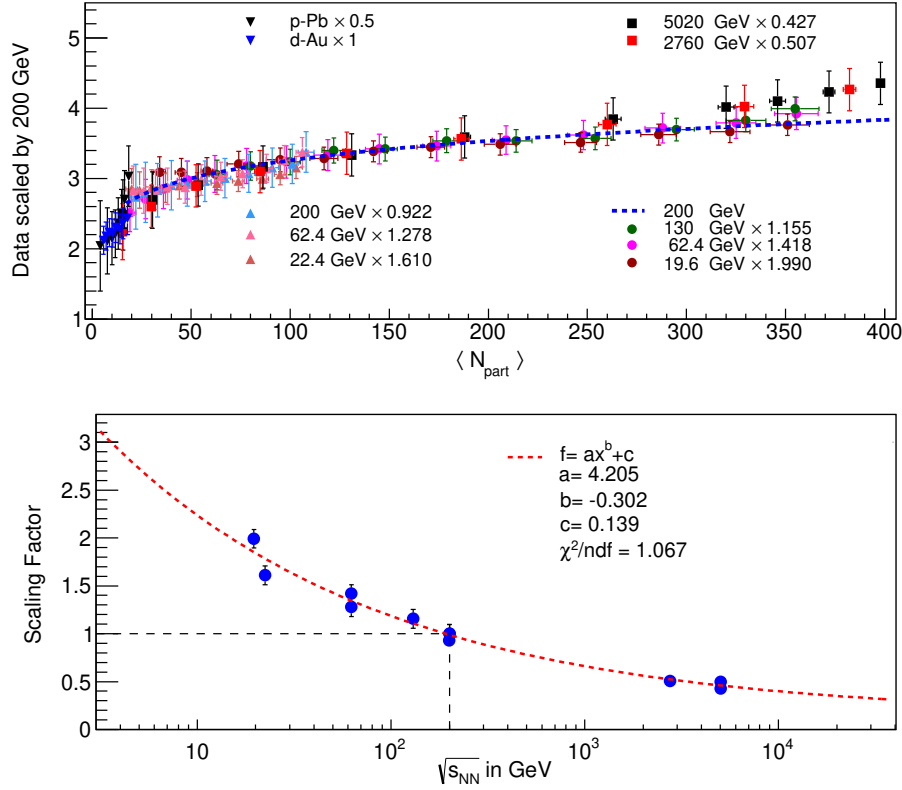 Data scaled by 200 GeV
5
4
3
2
1
p-Pb × 0.5
d-Au × 1
5020 GeV × 0.427
2760 GeV × 0.507
200 GeV × 0.922
62.4 GeV × 1.278
22.4 GeV × 1.610
200 GeV
130 GeV × 1.155
62.4 GeV × 1.418
19.6 GeV × 1.990
0 50 100 150 200 250 300 350 400
⟨ N_part ⟩
Scaling Factor
3
2.5
2
1.5
1
0.5
0
f= ax^b+c
a= 4.205
b= -0.302
c= 0.139
χ²/ndf = 1.067
10 10² 10³ 10⁴
√s_NN in GeV